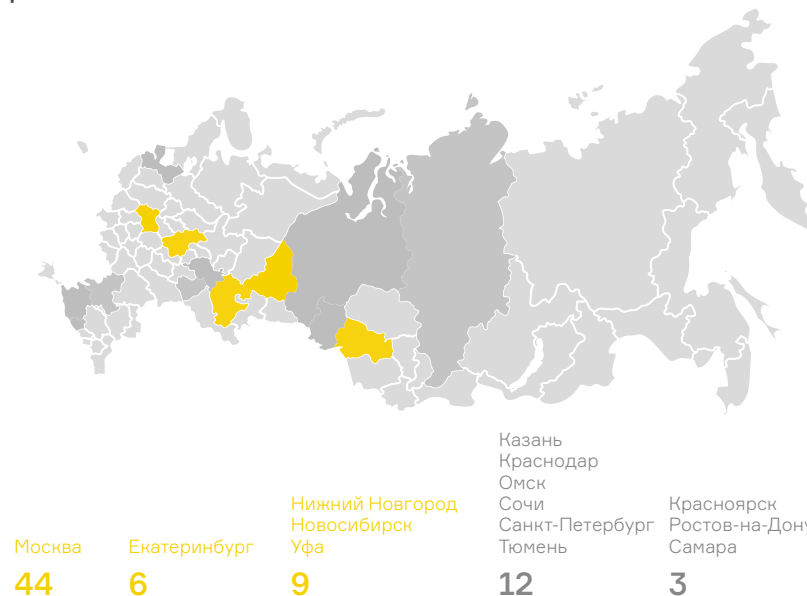 Москва
44
Екатеринбург
6
Нижний Новгород
Новосибирск
Уфа
9
Казань
Краснодар
Омск
Сочи
Санкт-Петербург
Тюмень
12
Красноярск
Ростов-на-Дону
Самара
3